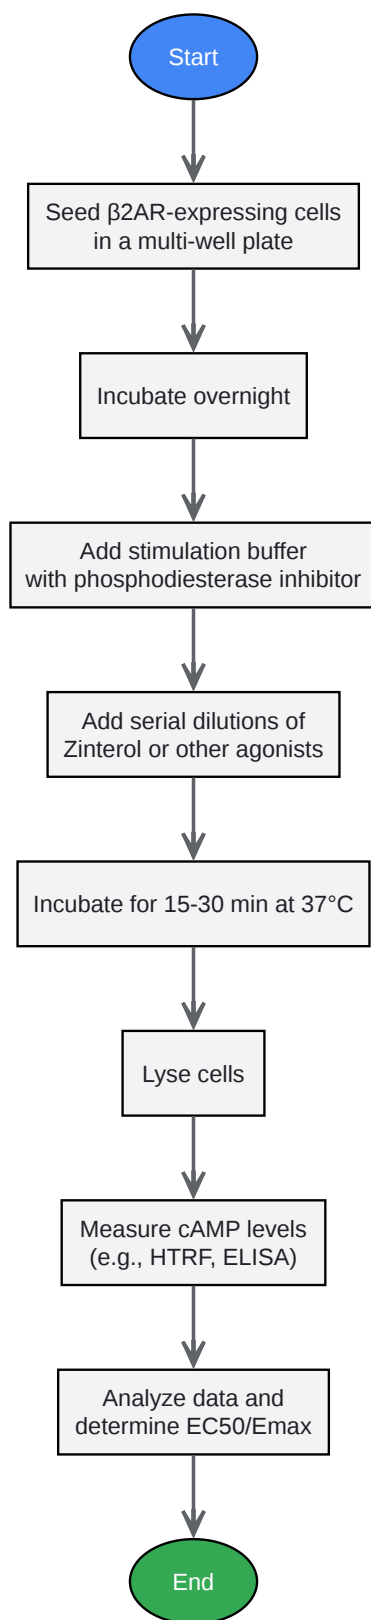 Start
Seed β2AR-expressing cells
in a multi-well plate
Incubate overnight
Add stimulation buffer
with phosphodiesterase inhibitor
Add serial dilutions of
Zinterol or other agonists
Incubate for 15-30 min at 37°C
Lyse cells
Measure cAMP levels
(e.g., HTRF, ELISA)
Analyze data and
determine EC50/Emax
End